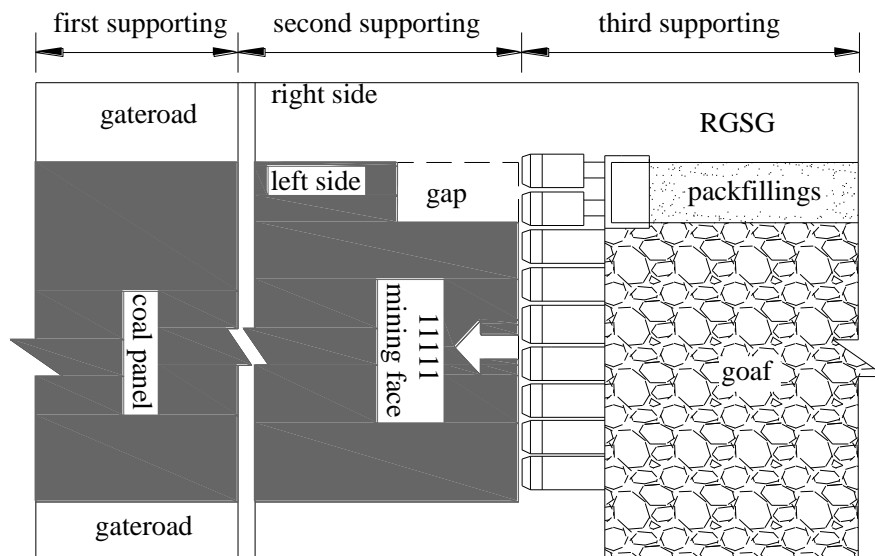 first supporting
second supporting
third supporting
right side
gateroad
RGSG
left side
gap
packfillings
coal panel
11111
mining face
goaf
gateroad